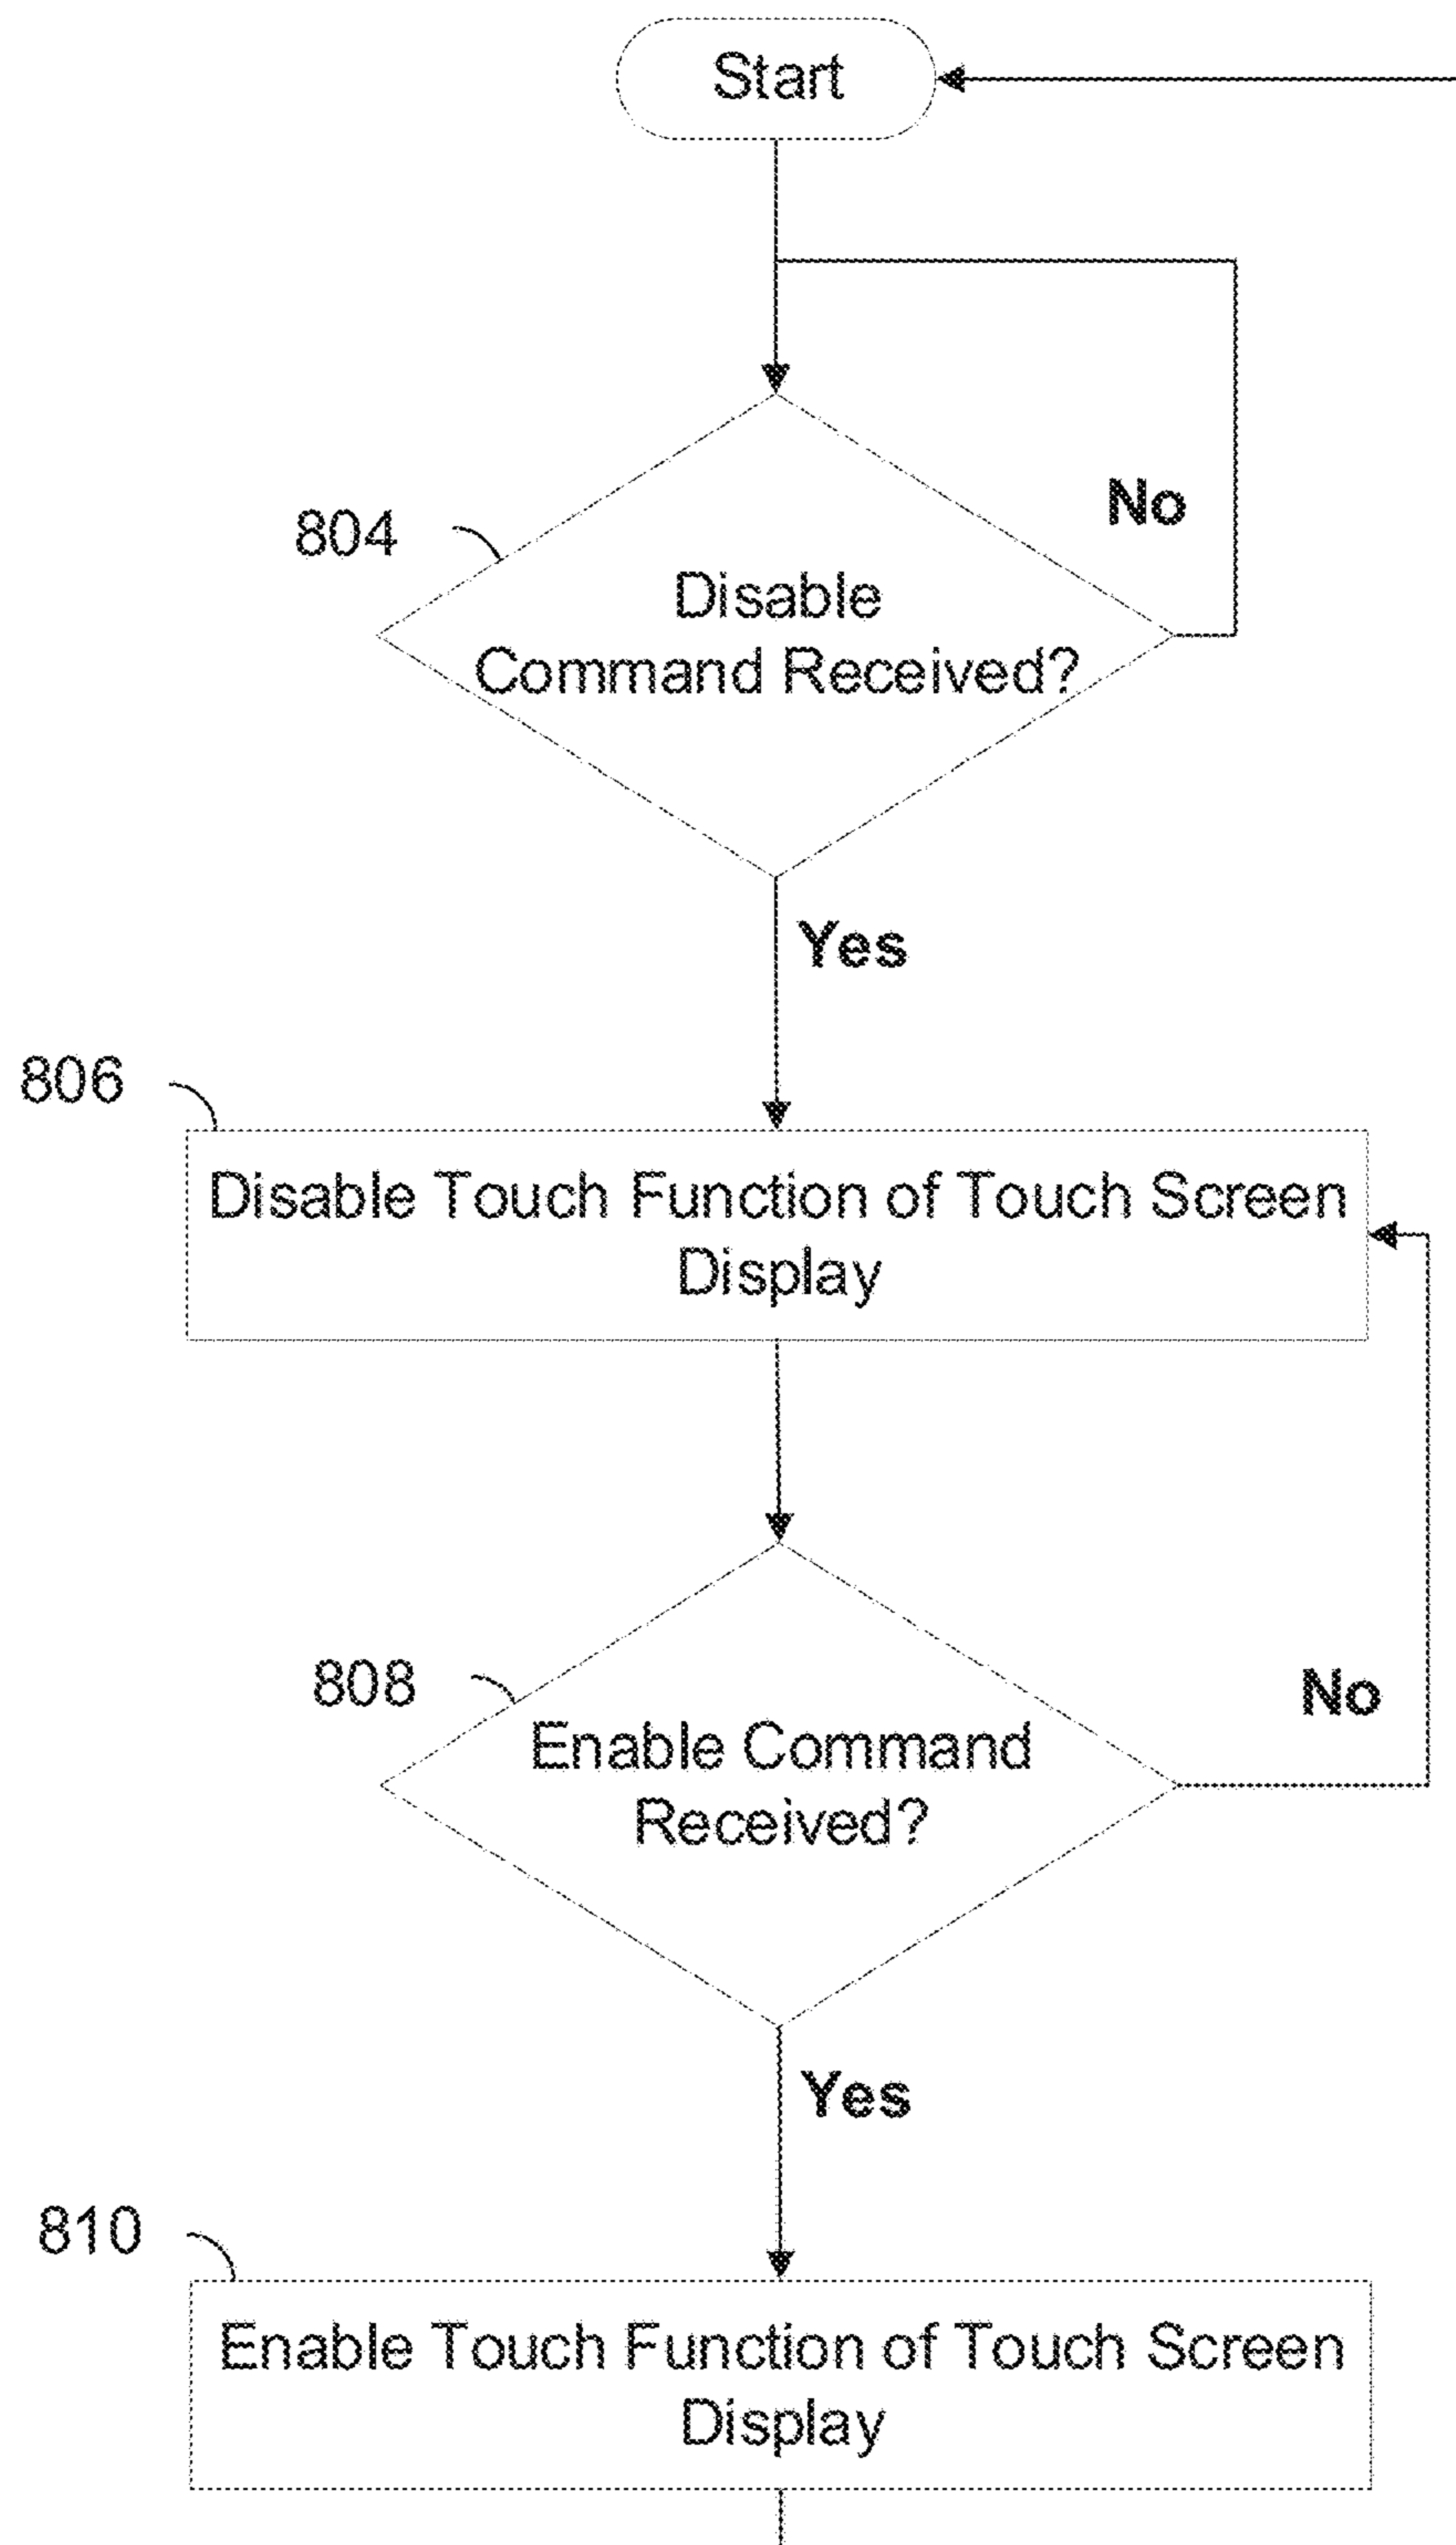 Start
No
804
Disable
Command Received?
Yes
806
Disable Touch Function of Touch Screen
Display
808
No
Enable Command
Received?
Yes
810
Enable Touch Function of Touch Screen
Display